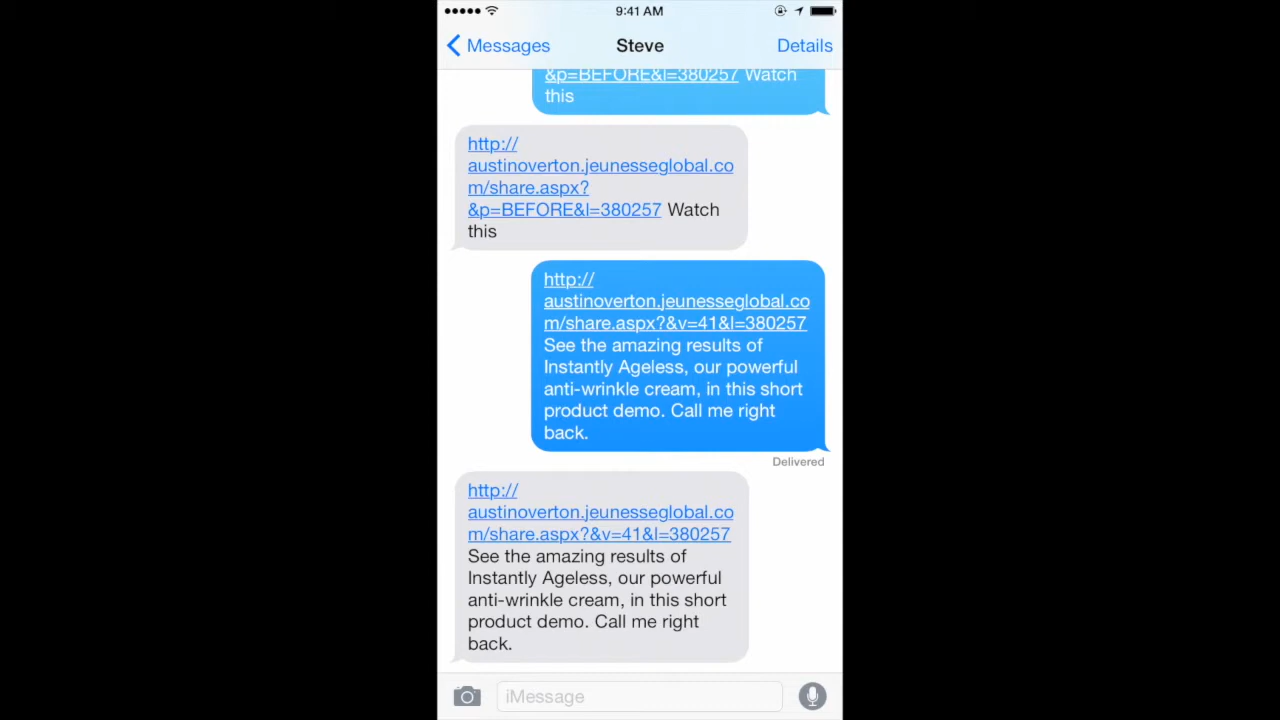 9:41 AM
Messages Steve Details
&p=BEFORE&l=380257 Watch
this
http://
austinoverton.jeunesseglobal.co
m/share.aspx?
&p=BEFORE&l=380257 Watch
this
http://
austinoverton.jeunesseglobal.co
m/share.aspx?&v=41&l=380257
See the amazing results of
Instantly Ageless, our powerful
anti-wrinkle cream, in this short
product demo. Call me right
back.
Delivered
http://
austinoverton.jeunesseglobal.co
m/share.aspx?&v=41&l=380257
See the amazing results of
Instantly Ageless, our powerful
anti-wrinkle cream, in this short
product demo. Call me right
back.
iMessage